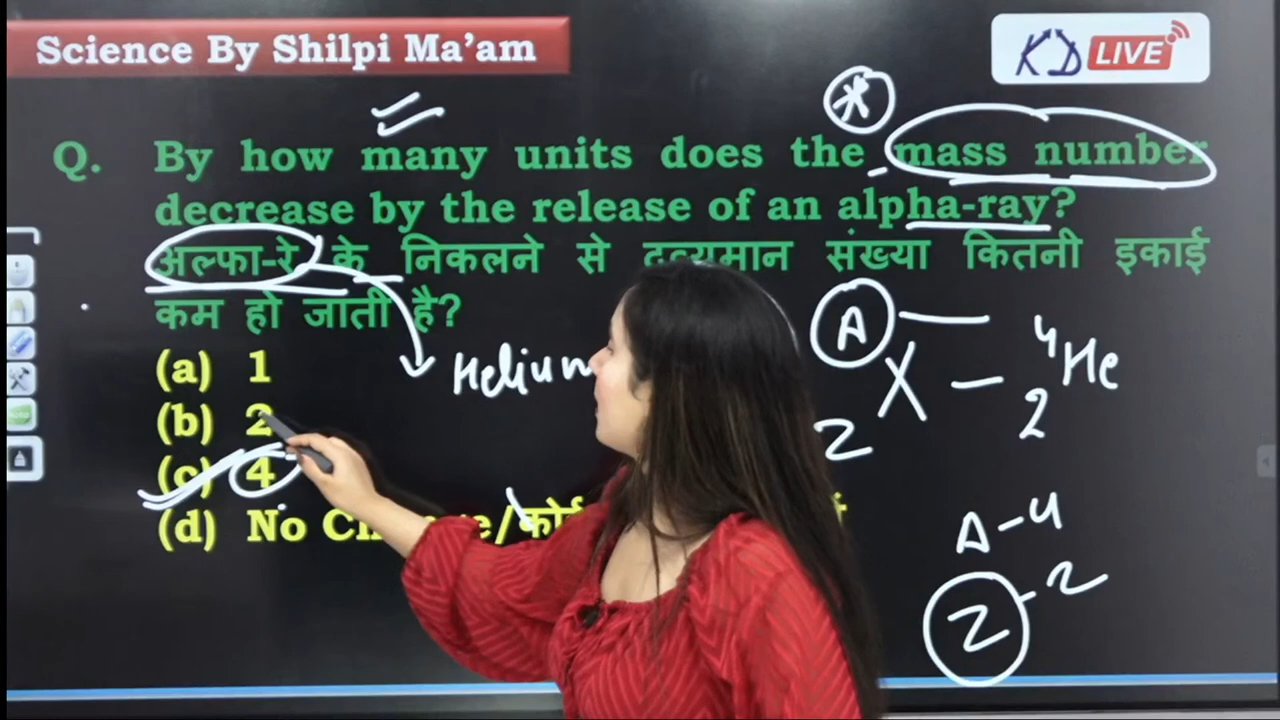 Science By Shilpi Ma'am
KD LIVE
Q. By how many units does the mass number
decrease by the release of an alpha-ray?
अल्फा-रे के निकलने से द्रव्यमान संख्या कितनी इकाई
कम हो जाती है?
(a) 1
(b) 2
(c) 4
(d) No
Helium
A
X
Z
4
He
2
A-4
Z-2